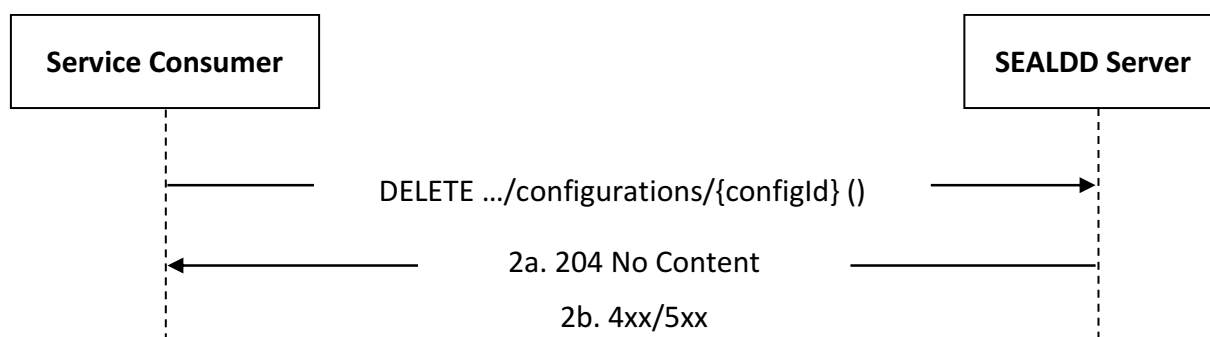 Service Consumer
SEALDD Server
DELETE .../configurations/{configId} ()
2a. 204 No Content
2b. 4xx/5xx